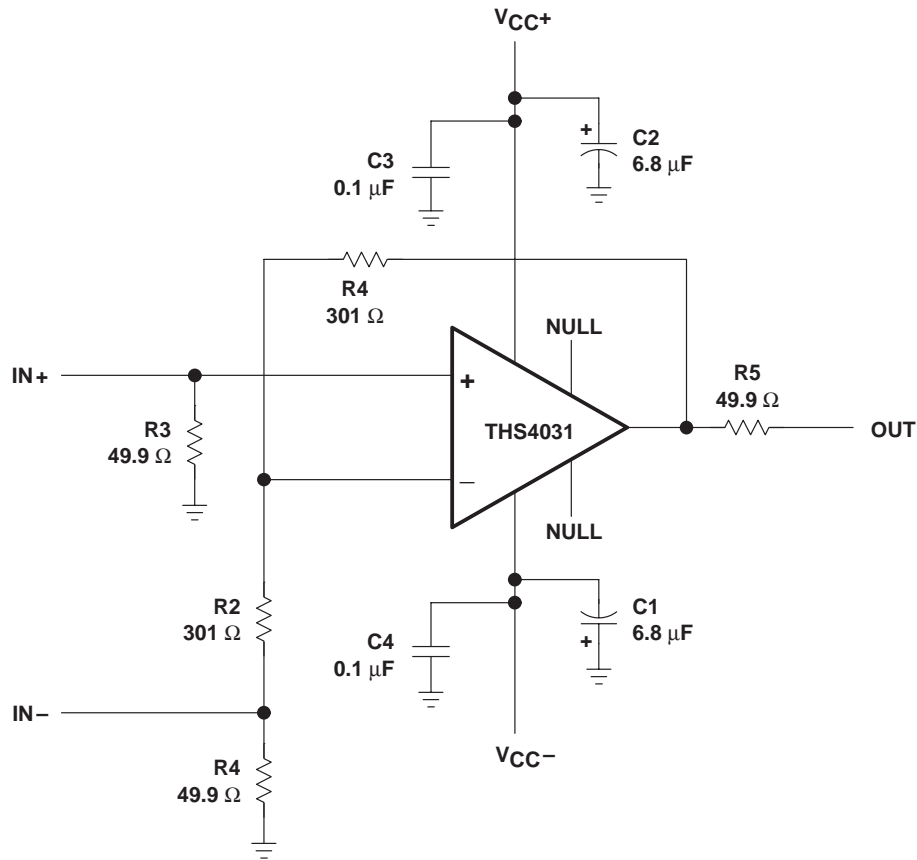 VCC+
C3
0.1 μF
C2
6.8 μF
+
R4
301 Ω
NULL
IN+
+
R3
49.9 Ω
THS4031
R5
49.9 Ω
OUT
−
NULL
R2
301 Ω
C4
0.1 μF
C1
6.8 μF
+
IN−
VCC−
R4
49.9 Ω